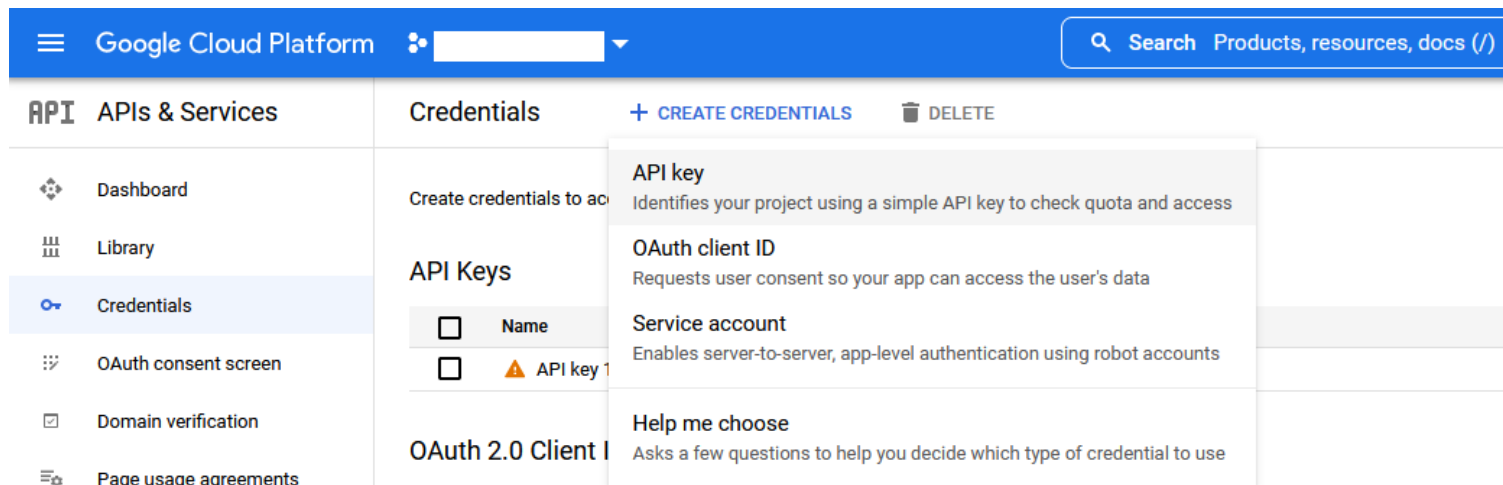 Google Cloud Platform
Search Products, resources, docs (/)
API APIs & Services
Credentials
+ CREATE CREDENTIALS
DELETE
Dashboard
Library
Credentials
OAuth consent screen
Domain verification
Page usage agreements
Create credentials to
API Keys
Name
API key 1
OAuth 2.0 Client
API key
Identifies your project using a simple API key to check quota and access
OAuth client ID
Requests user consent so your app can access the user's data
Service account
Enables server-to-server, app-level authentication using robot accounts
Help me choose
Asks a few questions to help you decide which type of credential to use